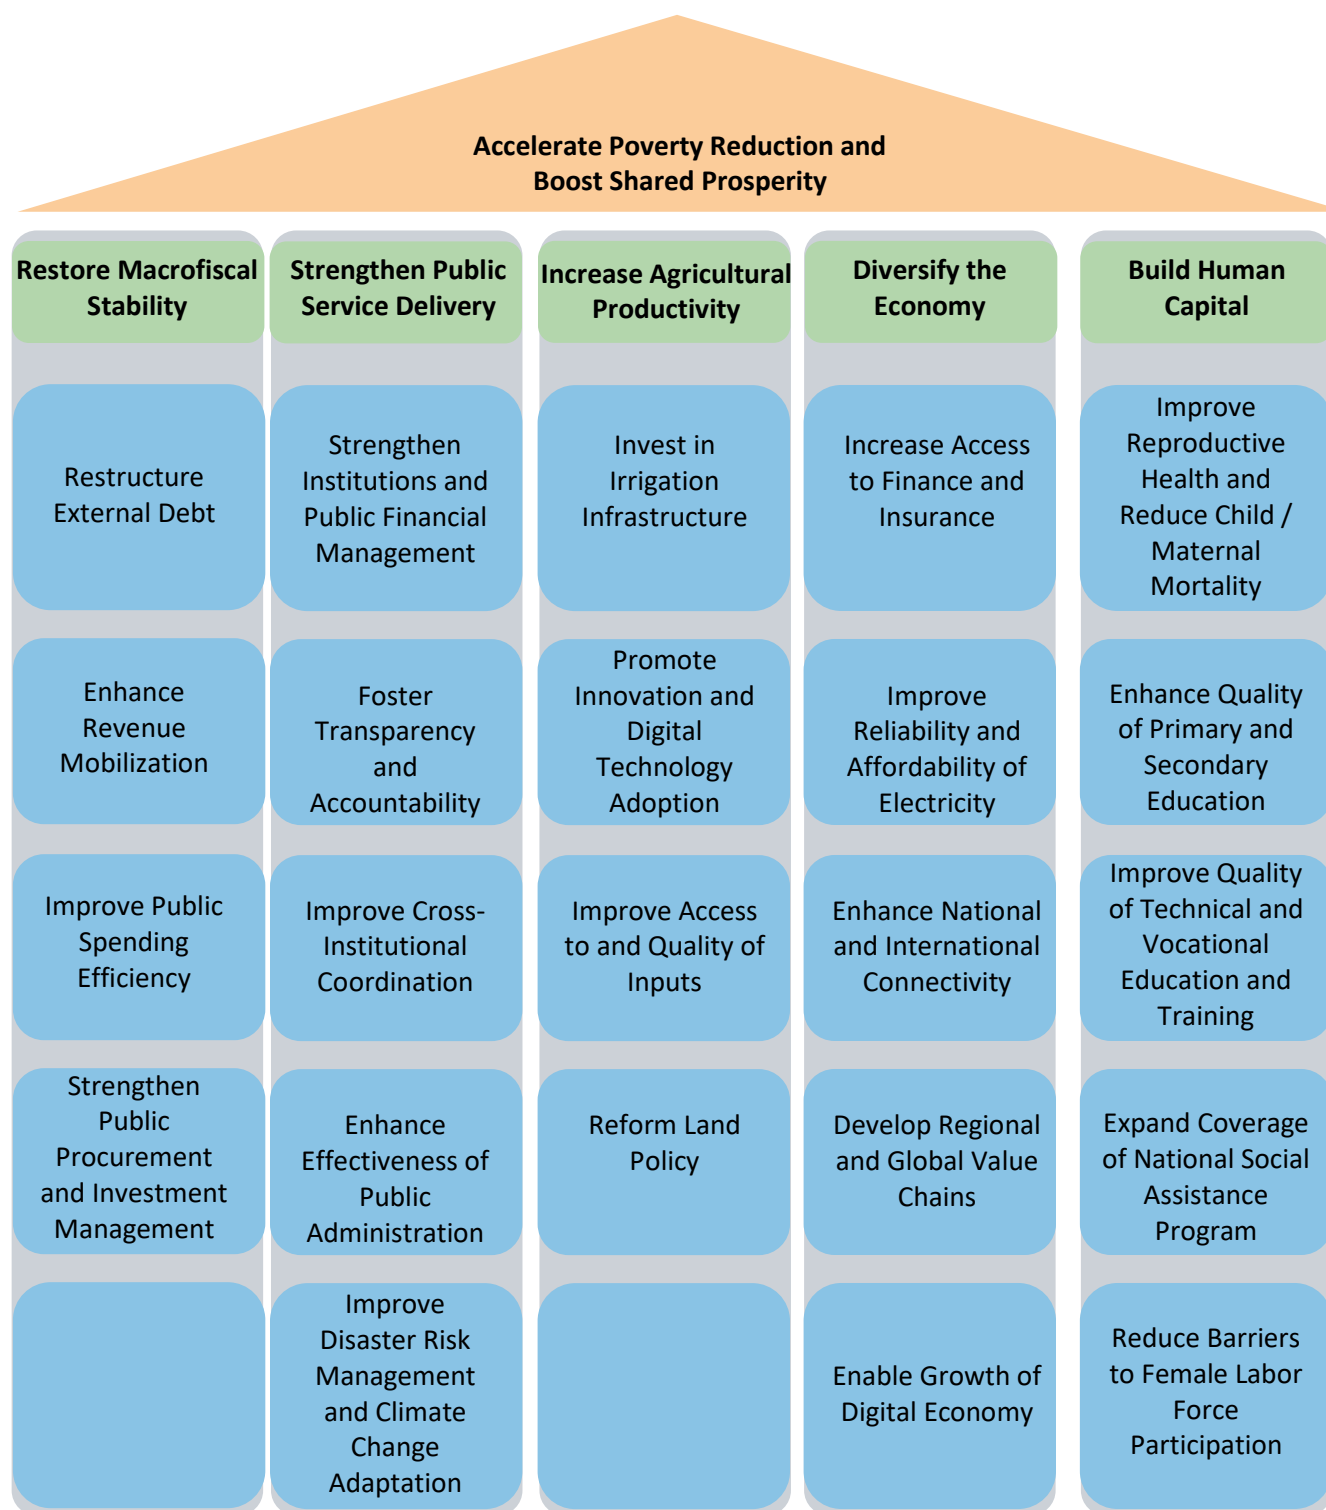 Accelerate Poverty Reduction and
Boost Shared Prosperity
Restore Macrofiscal
Stability
Restructure
External Debt
Enhance
Revenue
Mobilization
Improve Public
Spending
Efficiency
Strengthen
Public
Procurement
and Investment
Management
Strengthen Public
Service Delivery
Strengthen
Institutions and
Public Financial
Management
Foster
Transparency
and
Accountability
Improve Cross-
Institutional
Coordination
Enhance
Effectiveness of
Public
Administration
Improve
Disaster Risk
Management
and Climate
Change
Adaptation
Increase Agricultural
Productivity
Invest in
Irrigation
Infrastructure
Promote
Innovation and
Digital
Technology
Adoption
Improve Access
to and Quality of
Inputs
Reform Land
Policy
Diversify the
Economy
Increase Access
to Finance and
Insurance
Improve
Reliability and
Affordability of
Electricity
Enhance National
and International
Connectivity
Develop Regional
and Global Value
Chains
Enable Growth of
Digital Economy
Build Human
Capital
Improve
Reproductive
Health and
Reduce Child /
Maternal
Mortality
Enhance Quality
of Primary and
Secondary
Education
Improve Quality
of Technical and
Vocational
Education and
Training
Expand Coverage
of National Social
Assistance
Program
Reduce Barriers
to Female Labor
Force
Participation